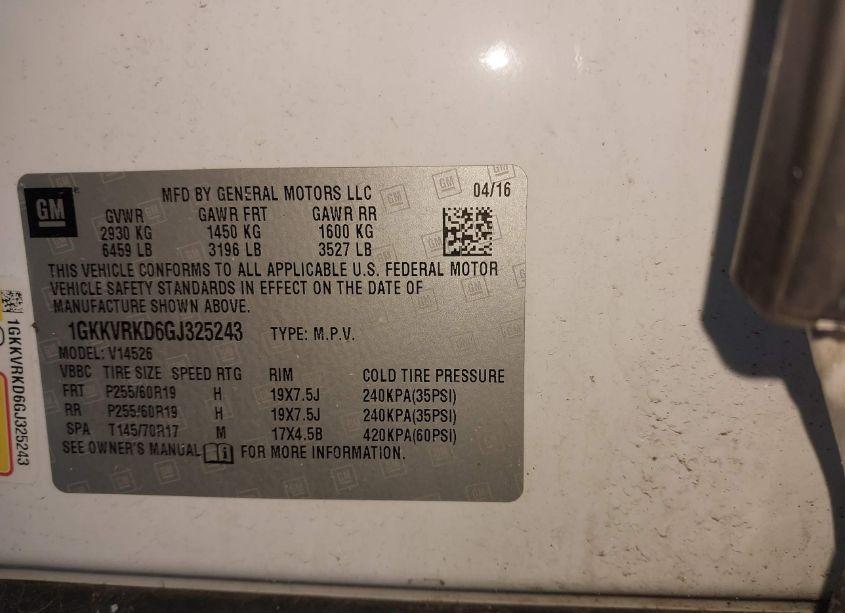 GM
MFD BY GENERAL MOTORS LLC 04/16
GVWR GAWR FRT GAWR RR
2930 KG 1450 KG 1600 KG
6459 LB 3196 LB 3527 LB
THIS VEHICLE CONFORMS TO ALL APPLICABLE U.S. FEDERAL MOTOR
VEHICLE SAFETY STANDARDS IN EFFECT ON THE DATE OF
MANUFACTURE SHOWN ABOVE.
1GKKVRKD6GJ325243 TYPE: M.P.V.
MODEL: V14526
VBBC TIRE SIZE SPEED RTG RIM COLD TIRE PRESSURE
FRT P255/60R19 H 19X7.5J 240KPA(35PSI)
RR P255/60R19 H 19X7.5J 240KPA(35PSI)
SPA T145/70R17 M 17X4.5B 420KPA(60PSI)
SEE OWNER'S MANUAL FOR MORE INFORMATION.
1GKKVRKD6GJ325243